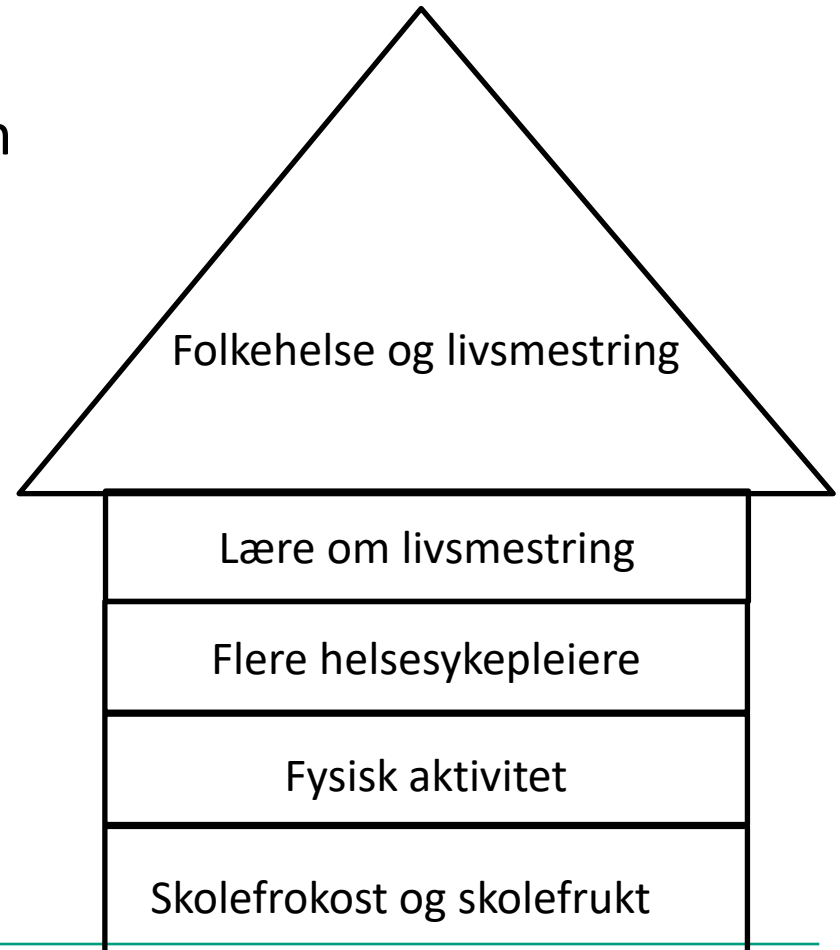 Folkehelse og livsmestring
Lære om livsmestring
Flere helsesykepleiere
Fysisk aktivitet
Skolefrokost og skolefrukt